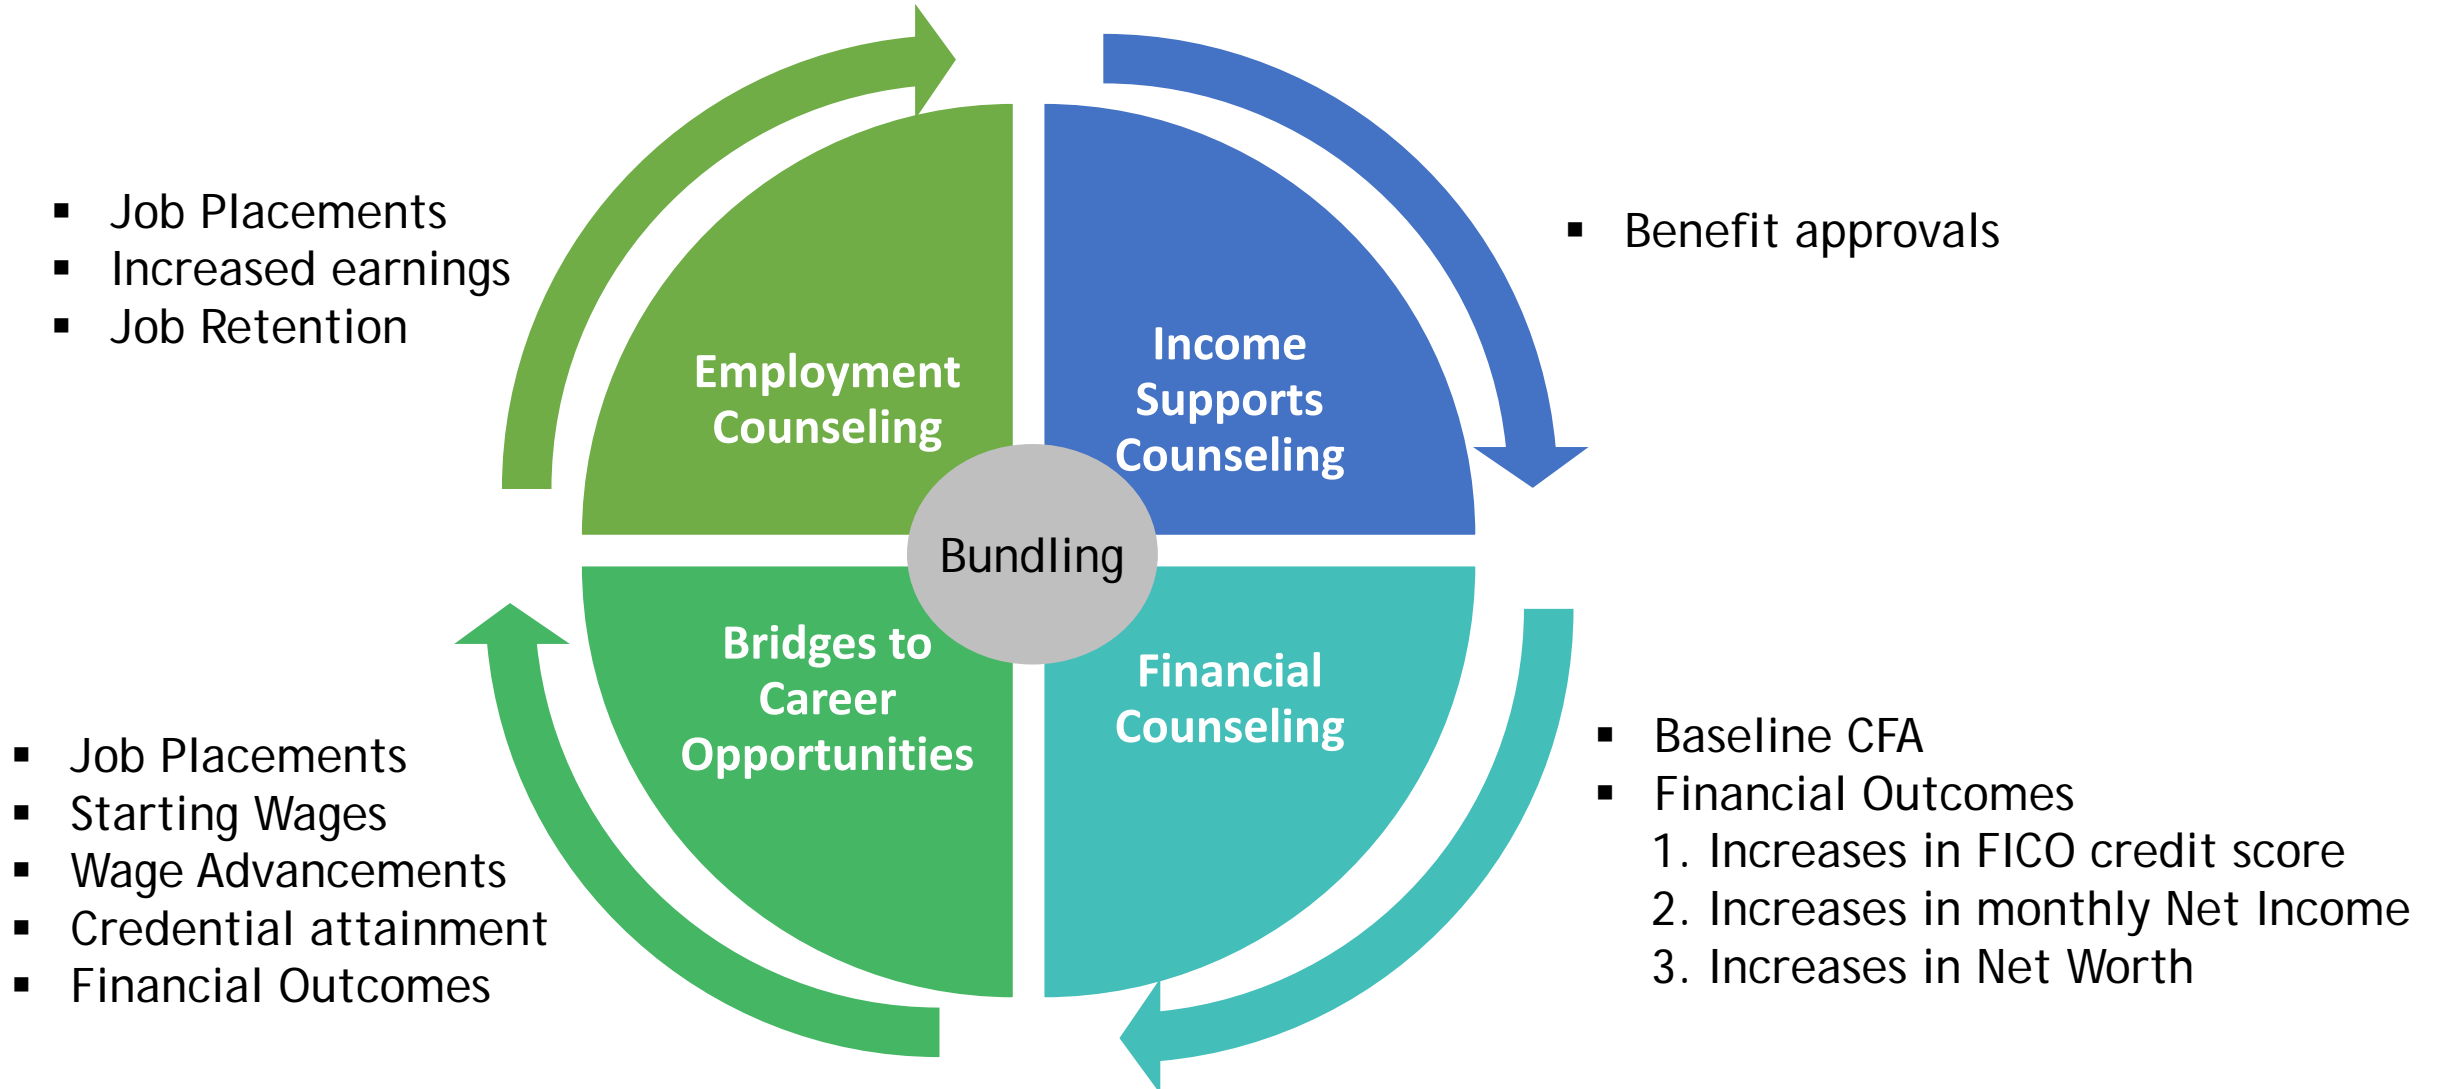 ▪ Job Placements
▪ Increased earnings
▪ Job Retention
Employment
Counseling
Income
Supports
Counseling
▪ Benefit approvals
Bundling
Bridges to
Career
Opportunities
Financial
Counseling
▪ Job Placements
▪ Starting Wages
▪ Wage Advancements
▪ Credential attainment
▪ Financial Outcomes
▪ Baseline CFA
▪ Financial Outcomes
1. Increases in FICO credit score
2. Increases in monthly Net Income
3. Increases in Net Worth